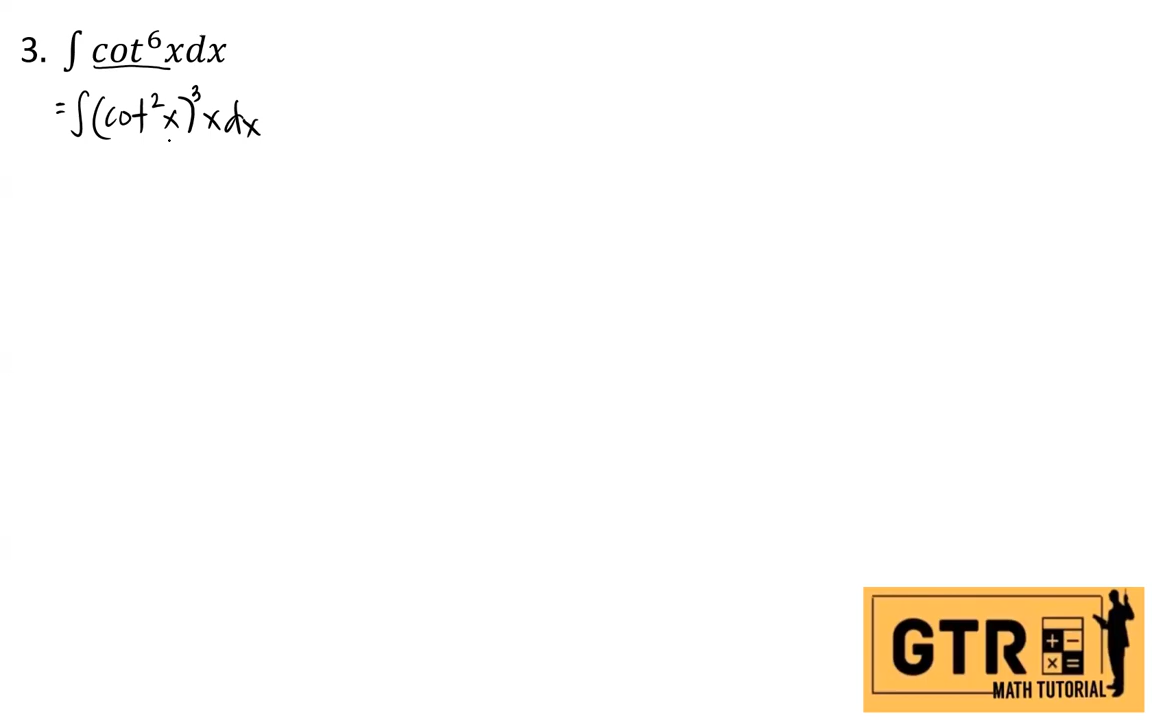 3. ∫ cot⁶xdx
= ∫(cot²x)³xdx
GTR
+ −
× =
MATH TUTORIAL